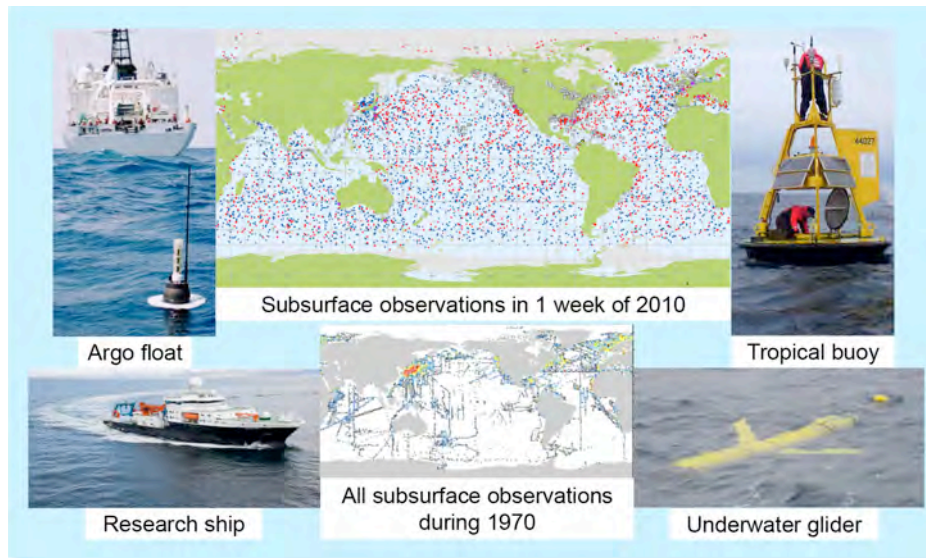 44027
Subsurface observations in 1 week of 2010
Argo float
Tropical buoy
Research ship
All subsurface observations
during 1970
Underwater glider